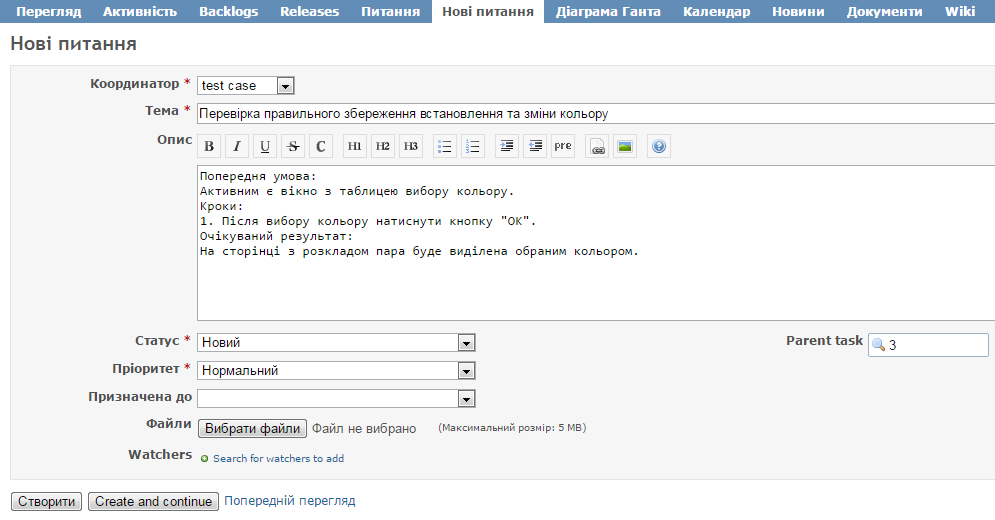 Перегляд Активність Backlogs Releases Питання Нові питання Діаграма Ганта Календар Новини Документи Wiki
Нові питання
Координатор * test case
Тема * Перевірка правильного збереження встановлення та зміни кольору
Опис B I U S C H1 H2 H3 pre
Попередня умова:
Активним є вікно з таблицею вибору кольору.
Кроки:
1. Після вибору кольору натиснути кнопку "ОК".
Очікуваний результат:
На сторінці з розкладом пара буде виділена обраним кольором.
Статус * Новий Parent task 3
Пріоритет * Нормальний
Призначена до
Файли Вибрати файли Файл не вибрано (Максимальний розмір: 5 MB)
Watchers Search for watchers to add
Створити Create and continue Попередній перегляд